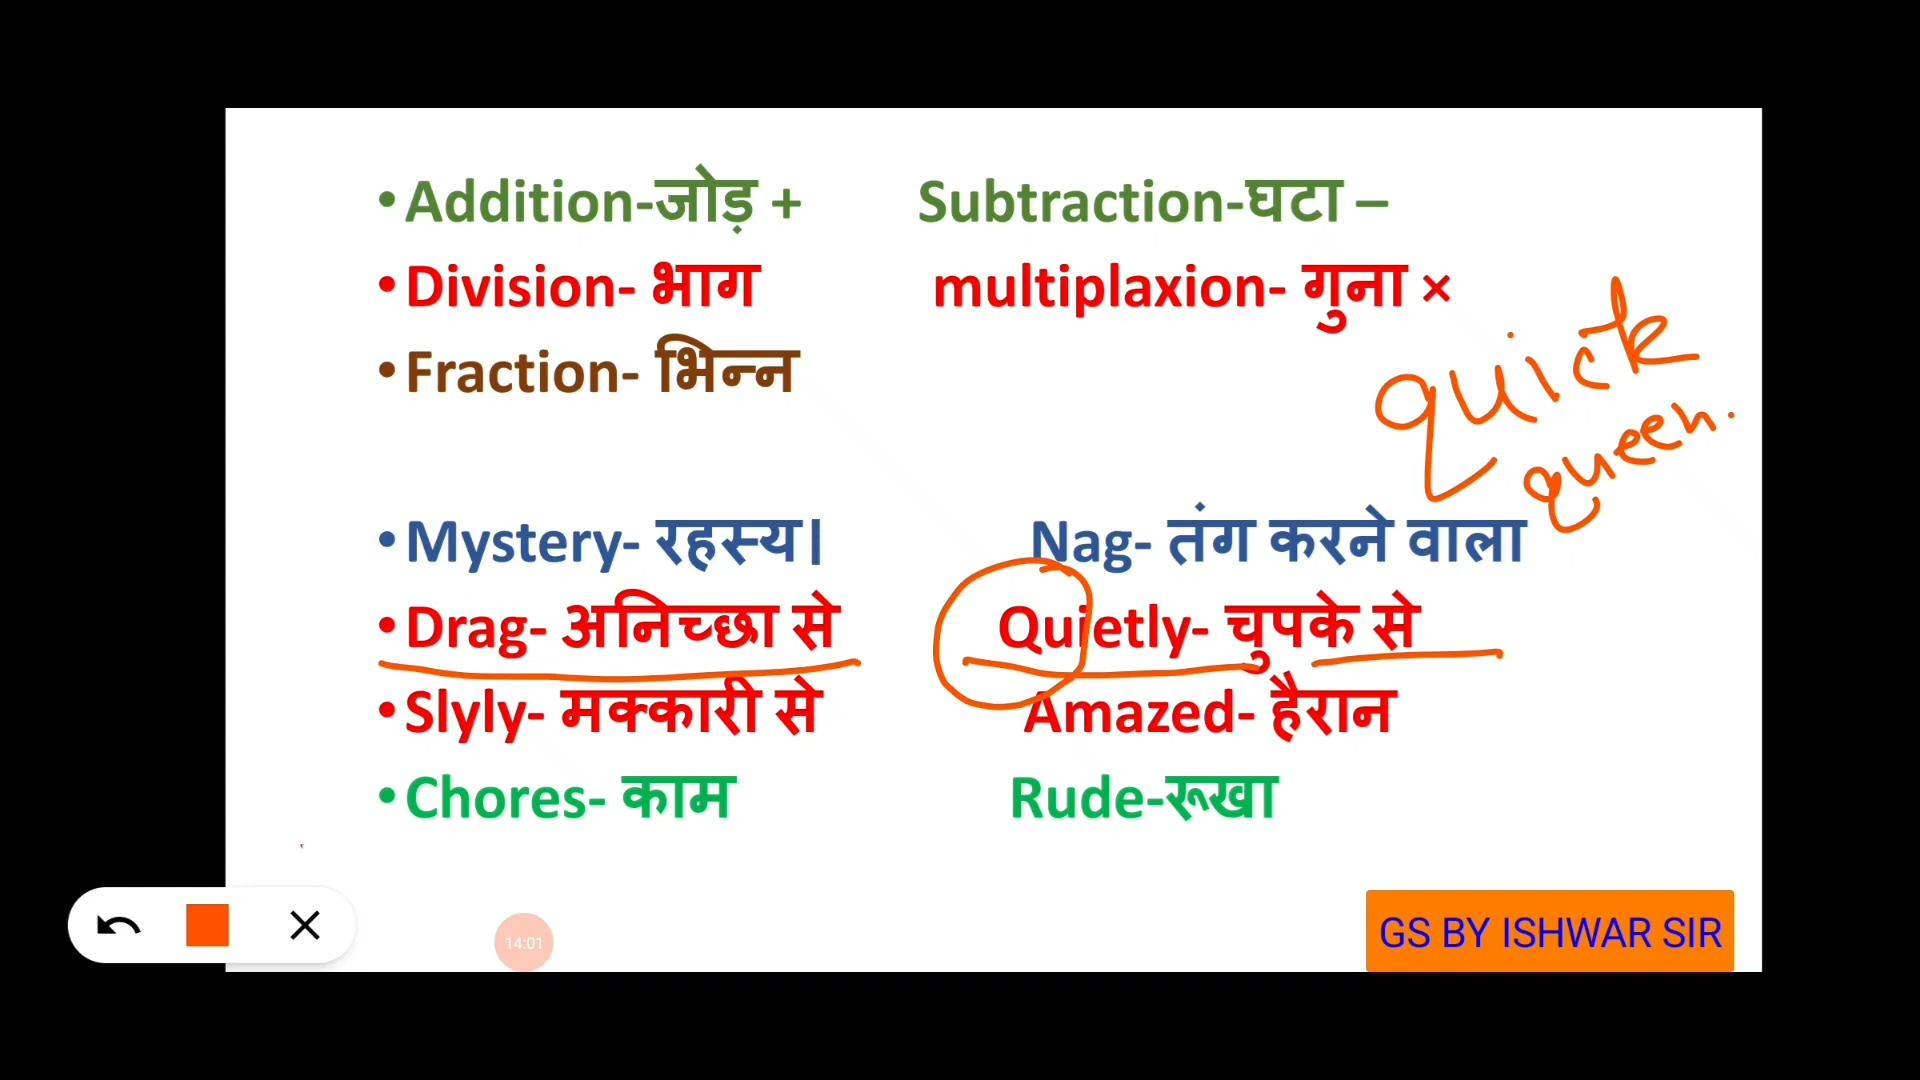 •Addition-जोड़ + Subtraction-घटा –
•Division- भाग multiplaxion- गुना ×
•Fraction- भिन्न
quick
queen.
•Mystery- रहस्य। Nag- तंग करने वाला
•Drag- अनिच्छा से Quietly- चुपके से
•Slyly- मक्कारी से Amazed- हैरान
•Chores- काम Rude-रूखा
14:01
GS BY ISHWAR SIR